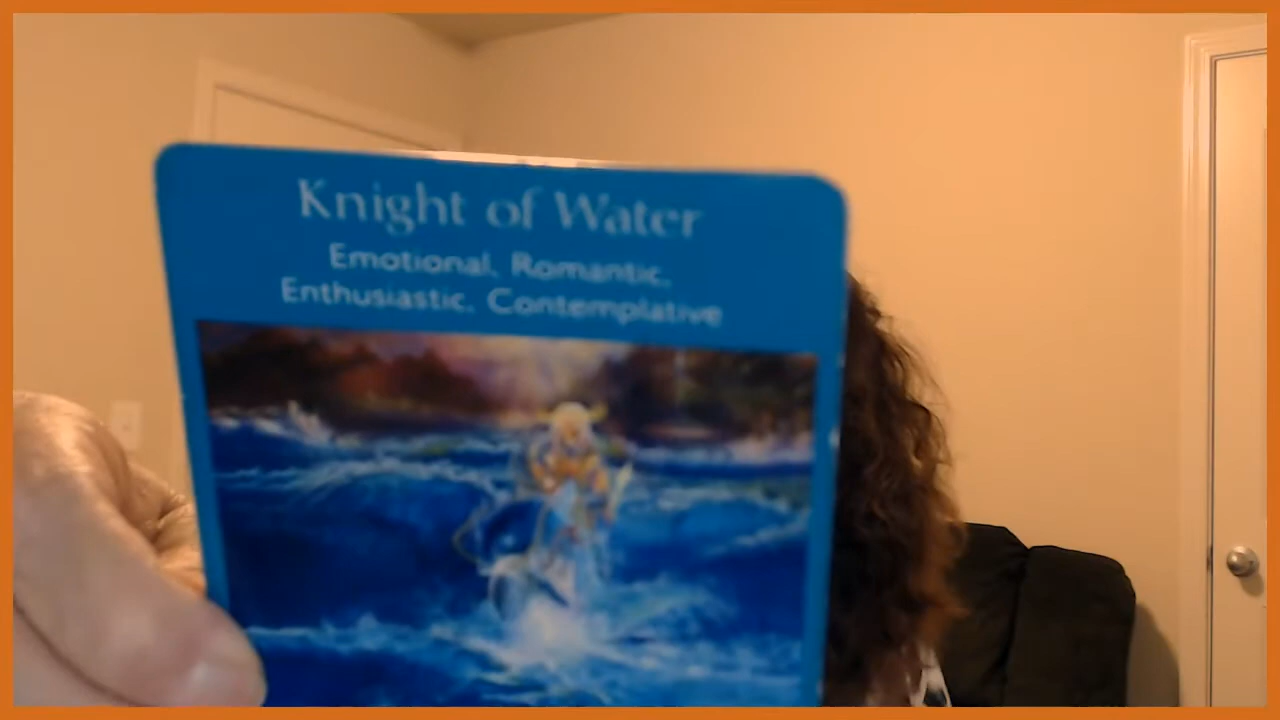 Knight of Water
Emotional, Romantic,
Enthusiastic, Contemplative